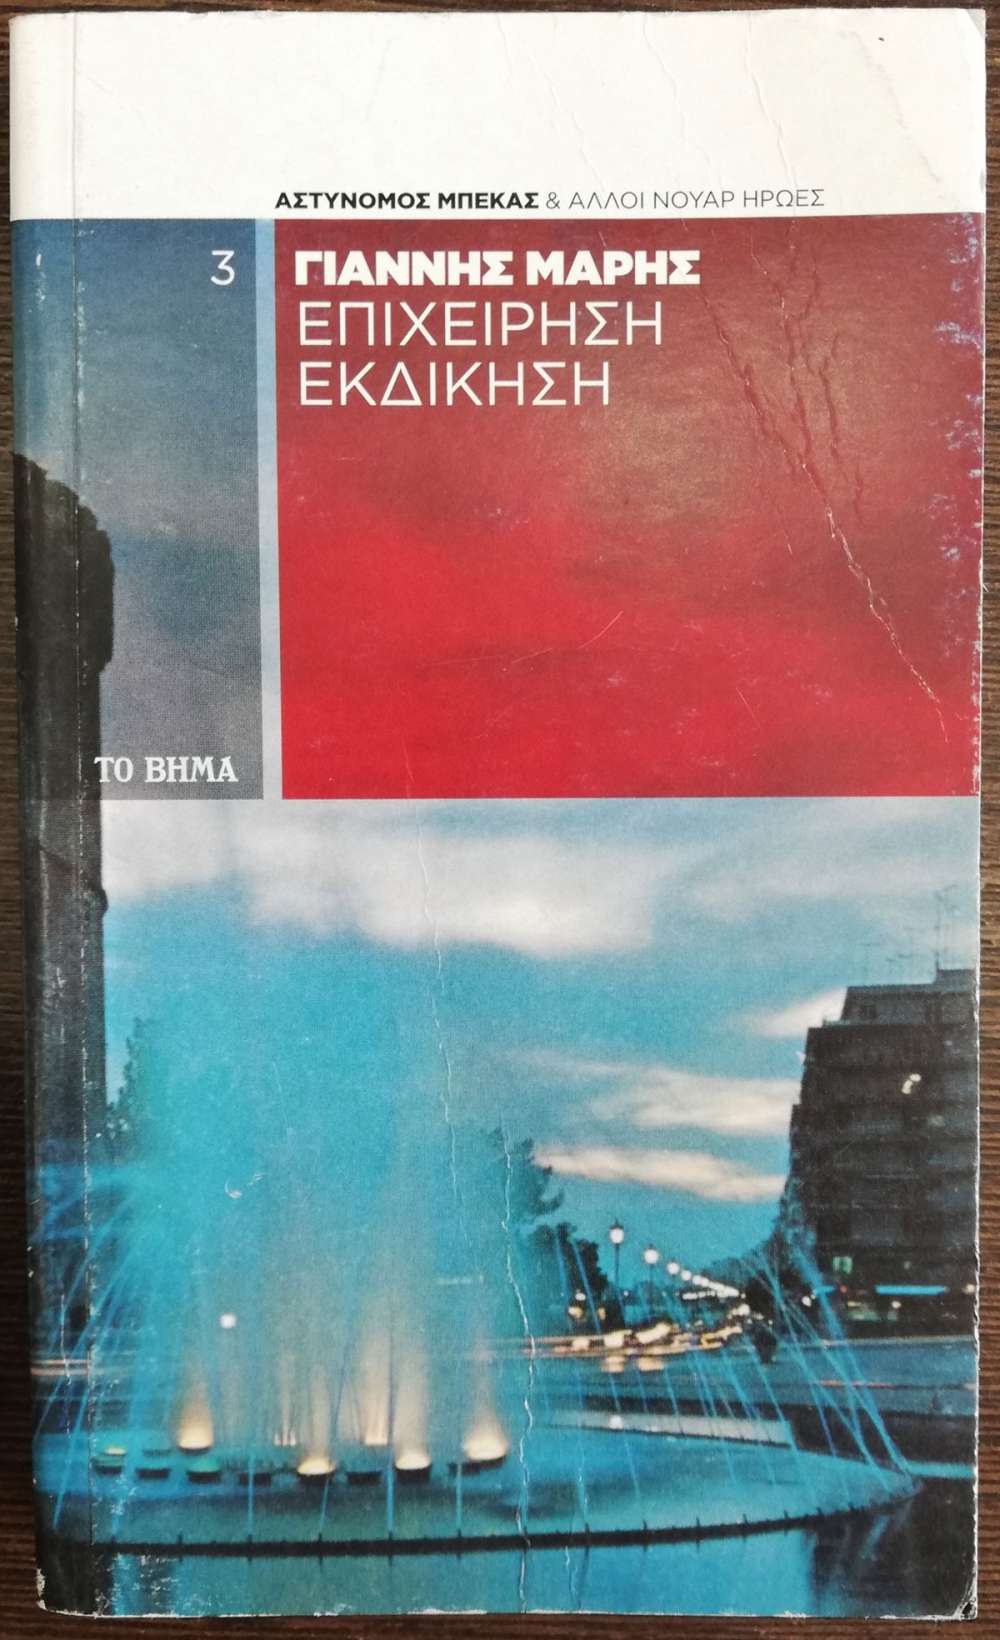 ΑΣΤΥΝΟΜΟΣ ΜΠΕΚΑΣ & ΑΛΛΟΙ ΝΟΥΑΡ ΗΡΩΕΣ
3
ΓΙΑΝΝΗΣ ΜΑΡΗΣ
ΕΠΙΧΕΙΡΗΣΗ
ΕΚΔΙΚΗΣΗ
ΤΟ ΒΗΜΑ